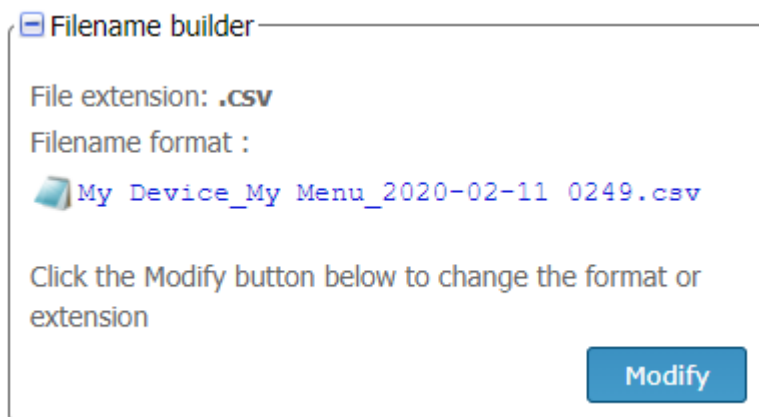 Filename builder
File extension: .csv
Filename format :
My Device_My Menu_2020-02-11 0249.csv
Click the Modify button below to change the format or
extension
Modify